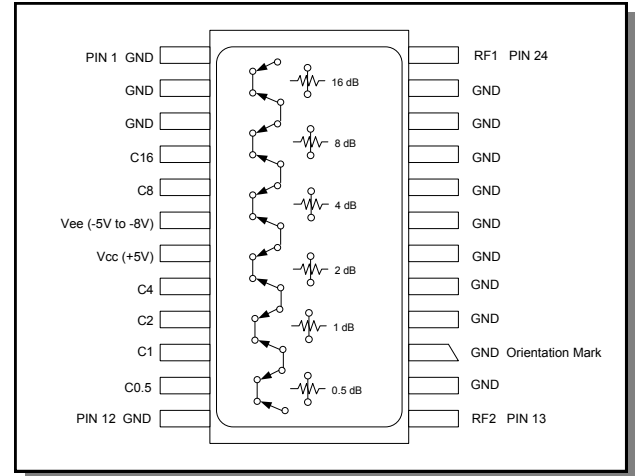 PIN 1 GND
GND
GND
C16
C8
Vee (-5V to -8V)
Vcc (+5V)
C4
C2
C1
C0.5
PIN 12 GND
16 dB
8 dB
4 dB
2 dB
1 dB
0.5 dB
RF1 PIN 24
GND
GND
GND
GND
GND
GND
GND
GND
GND Orientation Mark
GND
RF2 PIN 13